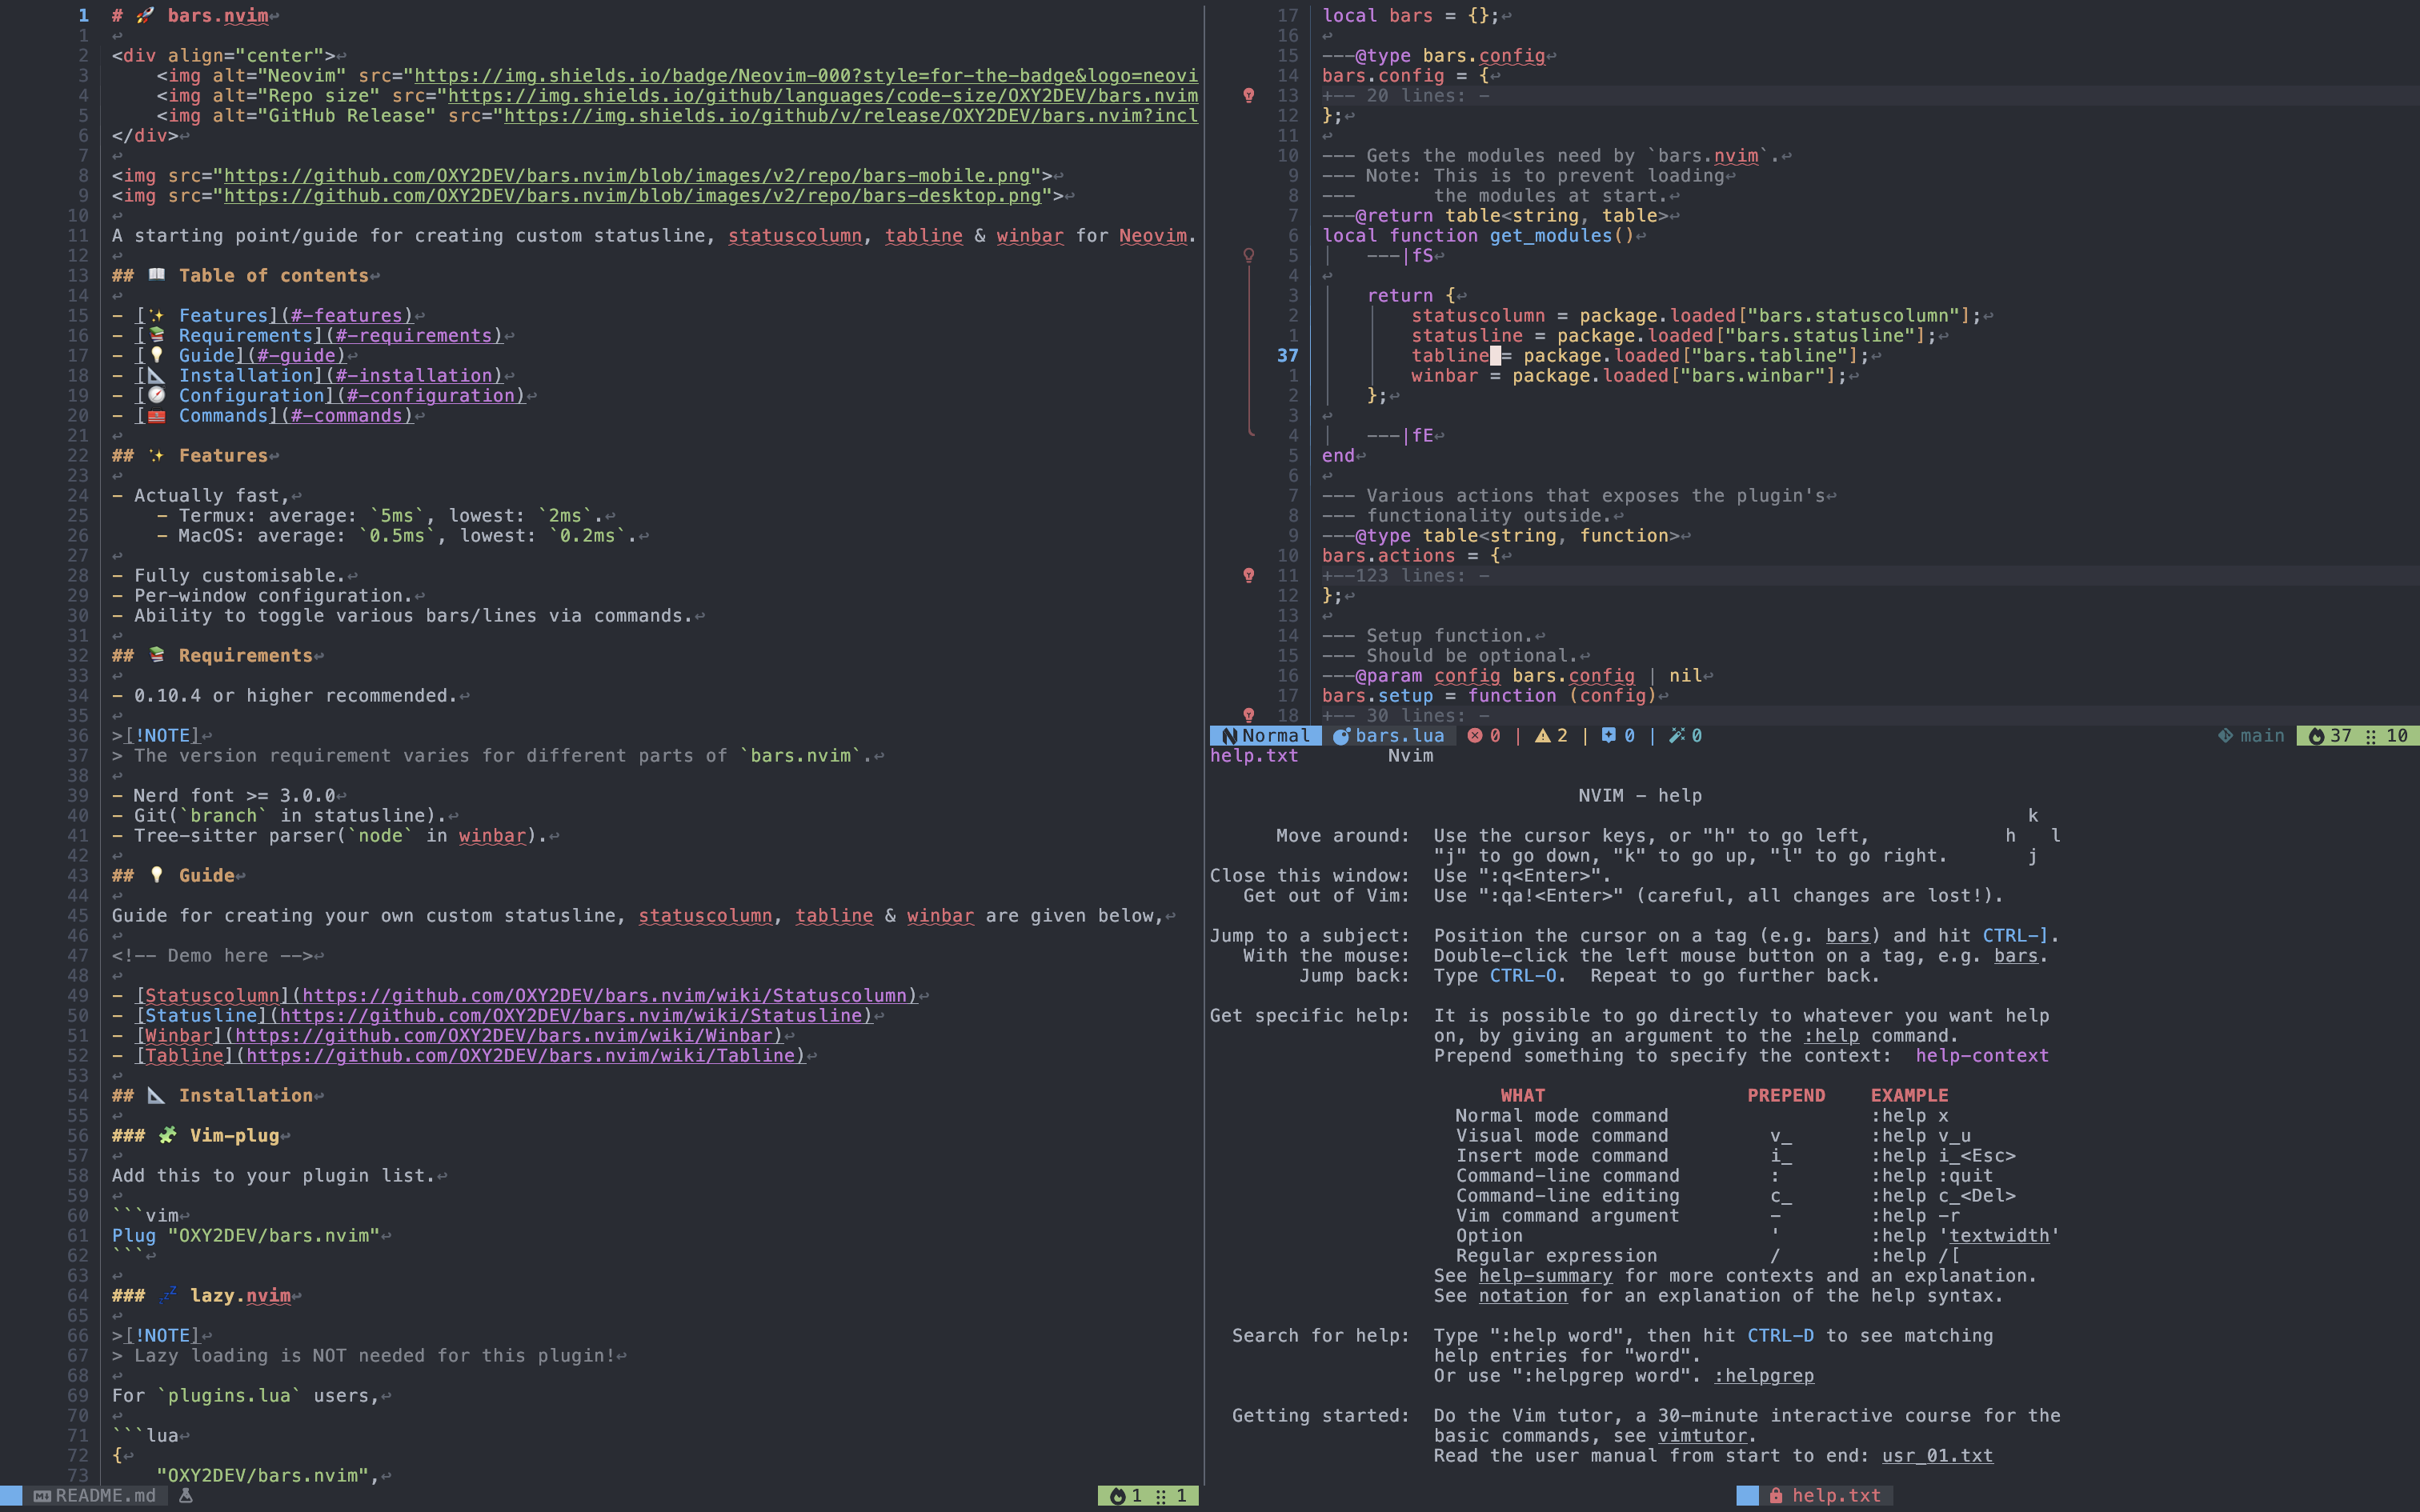 1 # 🚀 bars.nvim↩
1 ↩
2 <div align="center">↩
3     <img alt="Neovim" src="https://img.shields.io/badge/Neovim-000?style=for-the-badge&logo=neovi
4     <img alt="Repo size" src="https://img.shields.io/github/languages/code-size/OXY2DEV/bars.nvim
5     <img alt="GitHub Release" src="https://img.shields.io/github/v/release/OXY2DEV/bars.nvim?incl
6 </div>↩
7 ↩
8 <img src="https://github.com/OXY2DEV/bars.nvim/blob/images/v2/repo/bars-mobile.png">↩
9 <img src="https://github.com/OXY2DEV/bars.nvim/blob/images/v2/repo/bars-desktop.png">↩
10 ↩
11 A starting point/guide for creating custom statusline, statuscolumn, tabline & winbar for Neovim.
12 ↩
13 ## 📖 Table of contents↩
14 ↩
15 - [✨ Features](#-features)↩
16 - [📚 Requirements](#-requirements)↩
17 - [💡 Guide](#-guide)↩
18 - [📐 Installation](#-installation)↩
19 - [🧭 Configuration](#-configuration)↩
20 - [🧰 Commands](#-commands)↩
21 ↩
22 ## ✨ Features↩
23 ↩
24 - Actually fast,↩
25     - Termux: average: `5ms`, lowest: `2ms`.↩
26     - MacOS: average: `0.5ms`, lowest: `0.2ms`.↩
27 ↩
28 - Fully customisable.↩
29 - Per-window configuration.↩
30 - Ability to toggle various bars/lines via commands.↩
31 ↩
32 ## 📚 Requirements↩
33 ↩
34 - 0.10.4 or higher recommended.↩
35 ↩
36 >[!NOTE]↩
37 > The version requirement varies for different parts of `bars.nvim`.↩
38 ↩
39 - Nerd font >= 3.0.0↩
40 - Git(`branch` in statusline).↩
41 - Tree-sitter parser(`node` in winbar).↩
42 ↩
43 ## 💡 Guide↩
44 ↩
45 Guide for creating your own custom statusline, statuscolumn, tabline & winbar are given below,↩
46 ↩
47 <!-- Demo here -->↩
48 ↩
49 - [Statuscolumn](https://github.com/OXY2DEV/bars.nvim/wiki/Statuscolumn)↩
50 - [Statusline](https://github.com/OXY2DEV/bars.nvim/wiki/Statusline)↩
51 - [Winbar](https://github.com/OXY2DEV/bars.nvim/wiki/Winbar)↩
52 - [Tabline](https://github.com/OXY2DEV/bars.nvim/wiki/Tabline)↩
53 ↩
54 ## 📐 Installation↩
55 ↩
56 ### 🧩 Vim-plug↩
57 ↩
58 Add this to your plugin list.↩
59 ↩
60 ```vim↩
61 Plug "OXY2DEV/bars.nvim"↩
62 ```↩
63 ↩
64 ### 💤 lazy.nvim↩
65 ↩
66 >[!NOTE]↩
67 > Lazy loading is NOT needed for this plugin!↩
68 ↩
69 For `plugins.lua` users,↩
70 ↩
71 ```lua↩
72 {↩
73     "OXY2DEV/bars.nvim",↩
README.md 1 1
17 local bars = {};↩
16 ↩
15 ---@type bars.config↩
14 bars.config = {↩
13 +-- 20 lines: -
12 };↩
11 ↩
10 --- Gets the modules need by `bars.nvim`.↩
9 --- Note: This is to prevent loading↩
8 ---       the modules at start.↩
7 ---@return table<string, table>↩
6 local function get_modules()↩
5     ---|fS↩
4 ↩
3     return {↩
2         statuscolumn = package.loaded["bars.statuscolumn"];↩
1         statusline = package.loaded["bars.statusline"];↩
37         tabline = package.loaded["bars.tabline"];↩
1         winbar = package.loaded["bars.winbar"];↩
2     };↩
3 ↩
4     ---|fE↩
5 end↩
6 ↩
7 --- Various actions that exposes the plugin's↩
8 --- functionality outside.↩
9 ---@type table<string, function>↩
10 bars.actions = {↩
11 +--123 lines: -
12 };↩
13 ↩
14 --- Setup function.↩
15 --- Should be optional.↩
16 ---@param config bars.config | nil↩
17 bars.setup = function (config)↩
18 +-- 30 lines: -
Normal bars.lua 0 | 2 | 0 | 0 main 37 10
help.txt        Nvim
NVIM - help
k
Move around:  Use the cursor keys, or "h" to go left,            h   l
"j" to go down, "k" to go up, "l" to go right.       j
Close this window:  Use ":q<Enter>".
Get out of Vim:  Use ":qa!<Enter>" (careful, all changes are lost!).
Jump to a subject:  Position the cursor on a tag (e.g. bars) and hit CTRL-].
With the mouse:  Double-click the left mouse button on a tag, e.g. bars.
Jump back:  Type CTRL-O.  Repeat to go further back.
Get specific help:  It is possible to go directly to whatever you want help
on, by giving an argument to the :help command.
Prepend something to specify the context:  help-context
WHAT                  PREPEND    EXAMPLE
Normal mode command                  :help x
Visual mode command         v_       :help v_u
Insert mode command         i_       :help i_<Esc>
Command-line command        :        :help :quit
Command-line editing        c_       :help c_<Del>
Vim command argument        -        :help -r
Option                      '        :help 'textwidth'
Regular expression          /        :help /[
See help-summary for more contexts and an explanation.
See notation for an explanation of the help syntax.
Search for help:  Type ":help word", then hit CTRL-D to see matching
help entries for "word".
Or use ":helpgrep word". :helpgrep
Getting started:  Do the Vim tutor, a 30-minute interactive course for the
basic commands, see vimtutor.
Read the user manual from start to end: usr_01.txt
help.txt